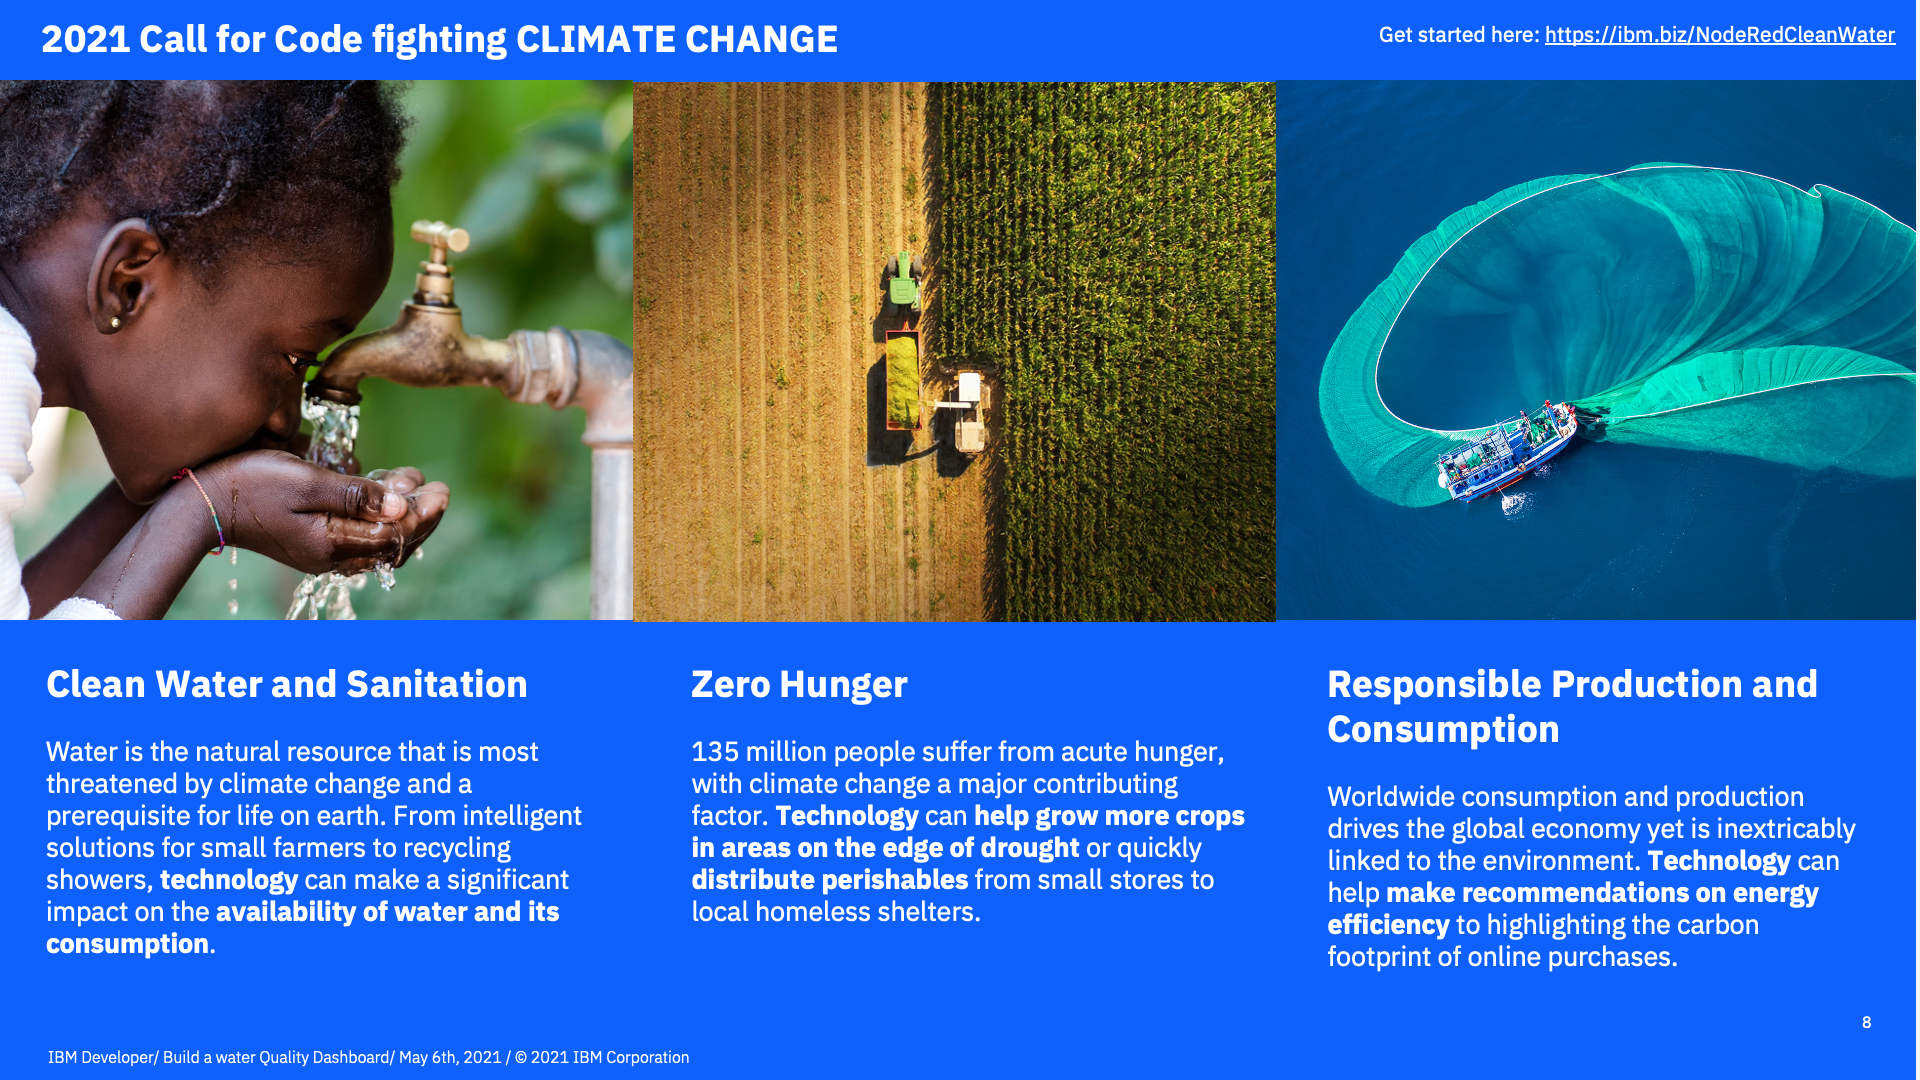 2021 Call for Code fighting CLIMATE CHANGE
Get started here: https://ibm.biz/NodeRedCleanWater
Clean Water and Sanitation
Water is the natural resource that is most
threatened by climate change and a
prerequisite for life on earth. From intelligent
solutions for small farmers to recycling
showers, technology can make a significant
impact on the availability of water and its
consumption.
Zero Hunger
135 million people suffer from acute hunger,
with climate change a major contributing
factor. Technology can help grow more crops
in areas on the edge of drought or quickly
distribute perishables from small stores to
local homeless shelters.
Responsible Production and
Consumption
Worldwide consumption and production
drives the global economy yet is inextricably
linked to the environment. Technology can
help make recommendations on energy
efficiency to highlighting the carbon
footprint of online purchases.
8
IBM Developer/ Build a water Quality Dashboard/ May 6th, 2021 / © 2021 IBM Corporation